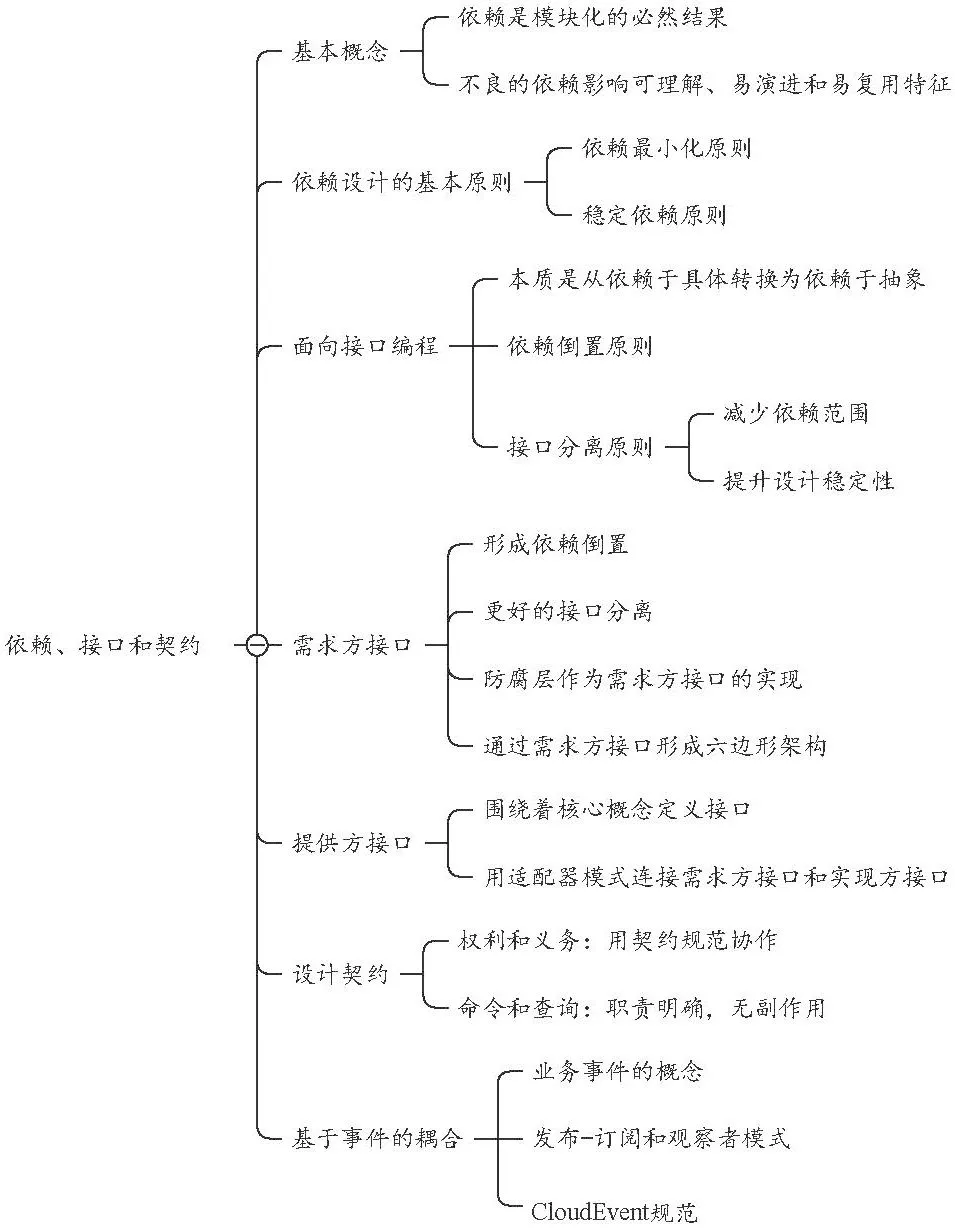 依赖是模块化的必然结果
基本概念
不良的依赖影响可理解、易演进和易复用特征
依赖最小化原则
依赖设计的基本原则
稳定依赖原则
本质是从依赖于具体转换为依赖于抽象
面向接口编程
依赖倒置原则
减少依赖范围
接口分离原则
提升设计稳定性
形成依赖倒置
更好的接口分离
依赖、接口和契约
需求方接口
防腐层作为需求方接口的实现
通过需求方接口形成六边形架构
围绕着核心概念定义接口
提供方接口
用适配器模式连接需求方接口和实现方接口
权利和义务：用契约规范协作
设计契约
命令和查询：职责明确，无副作用
业务事件的概念
基于事件的耦合
发布-订阅和观察者模式
CloudEvent规范